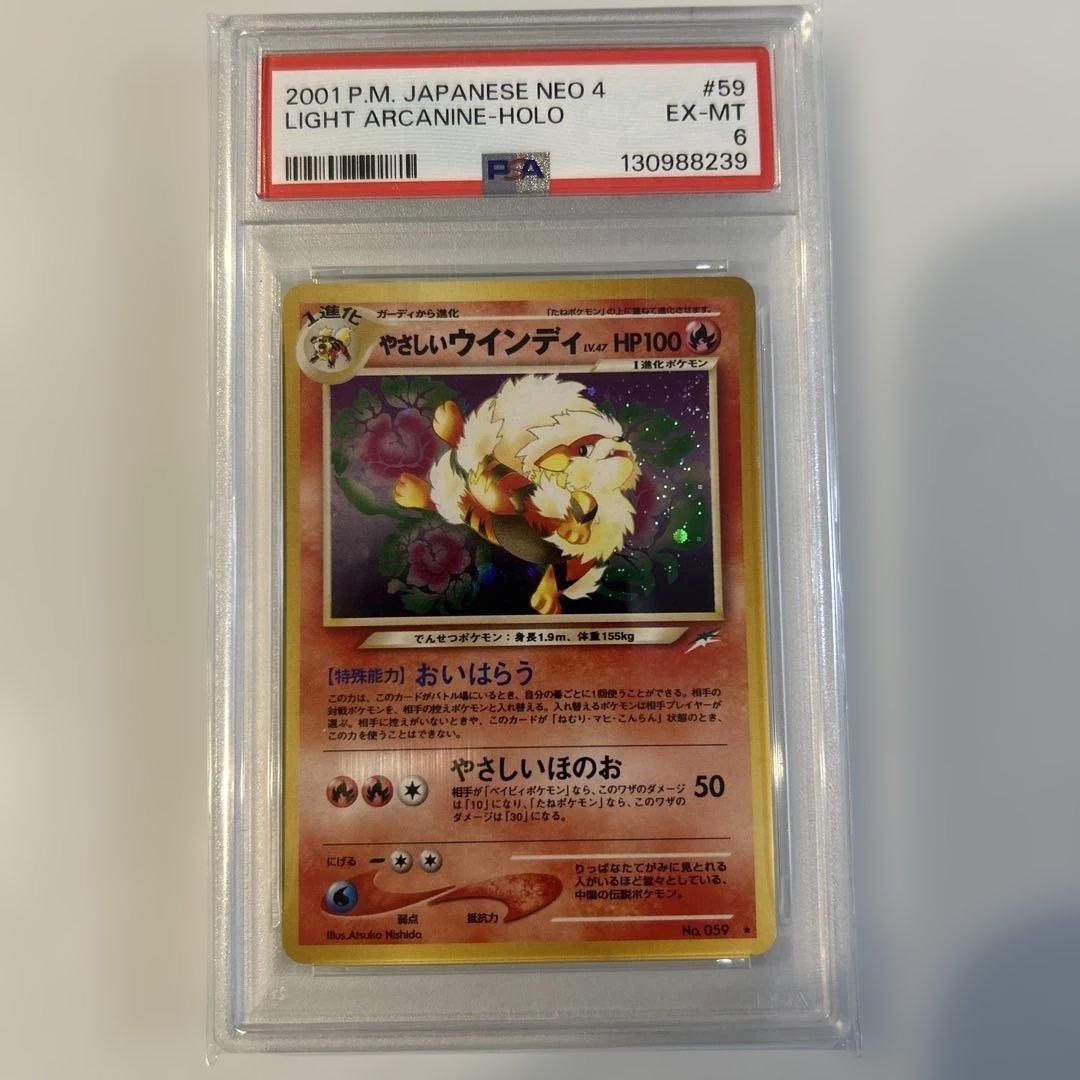 2001 P.M. JAPANESE NEO 4 #59
LIGHT ARCANINE-HOLO EX-MT
6
PSA 130988239
1進化 ガーディから進化 「たねポケモン」の上に重ねて進化させます。
やさしいウインディ LV.47 HP100
1進化ポケモン
でんせつポケモン:身長1.9m、体重155kg
【特殊能力】おいはらう
この力は、このカードがバトル場にいるとき、自分の番ごとに1回使うことができる。相手の
対戦ポケモンを、相手の控えポケモンと入れ替える。入れ替えるポケモンは相手プレイヤーが
選ぶ。相手に控えがいないときや、このカードが「ねむり・マヒ・こんらん」状態のとき、
この力を使うことはできない。
やさしいほのお
相手が「ベイビィポケモン」なら、このワザのダメージ
は「10」になり、「たねポケモン」なら、このワザの
ダメージは「30」になる。
50
にげる
りっぱなたてがみに見とれる
人がいるほど堂々としている、
中国の伝説ポケモン。
弱点 抵抗力
Illus.Atsuko Nishida No. 059 ★